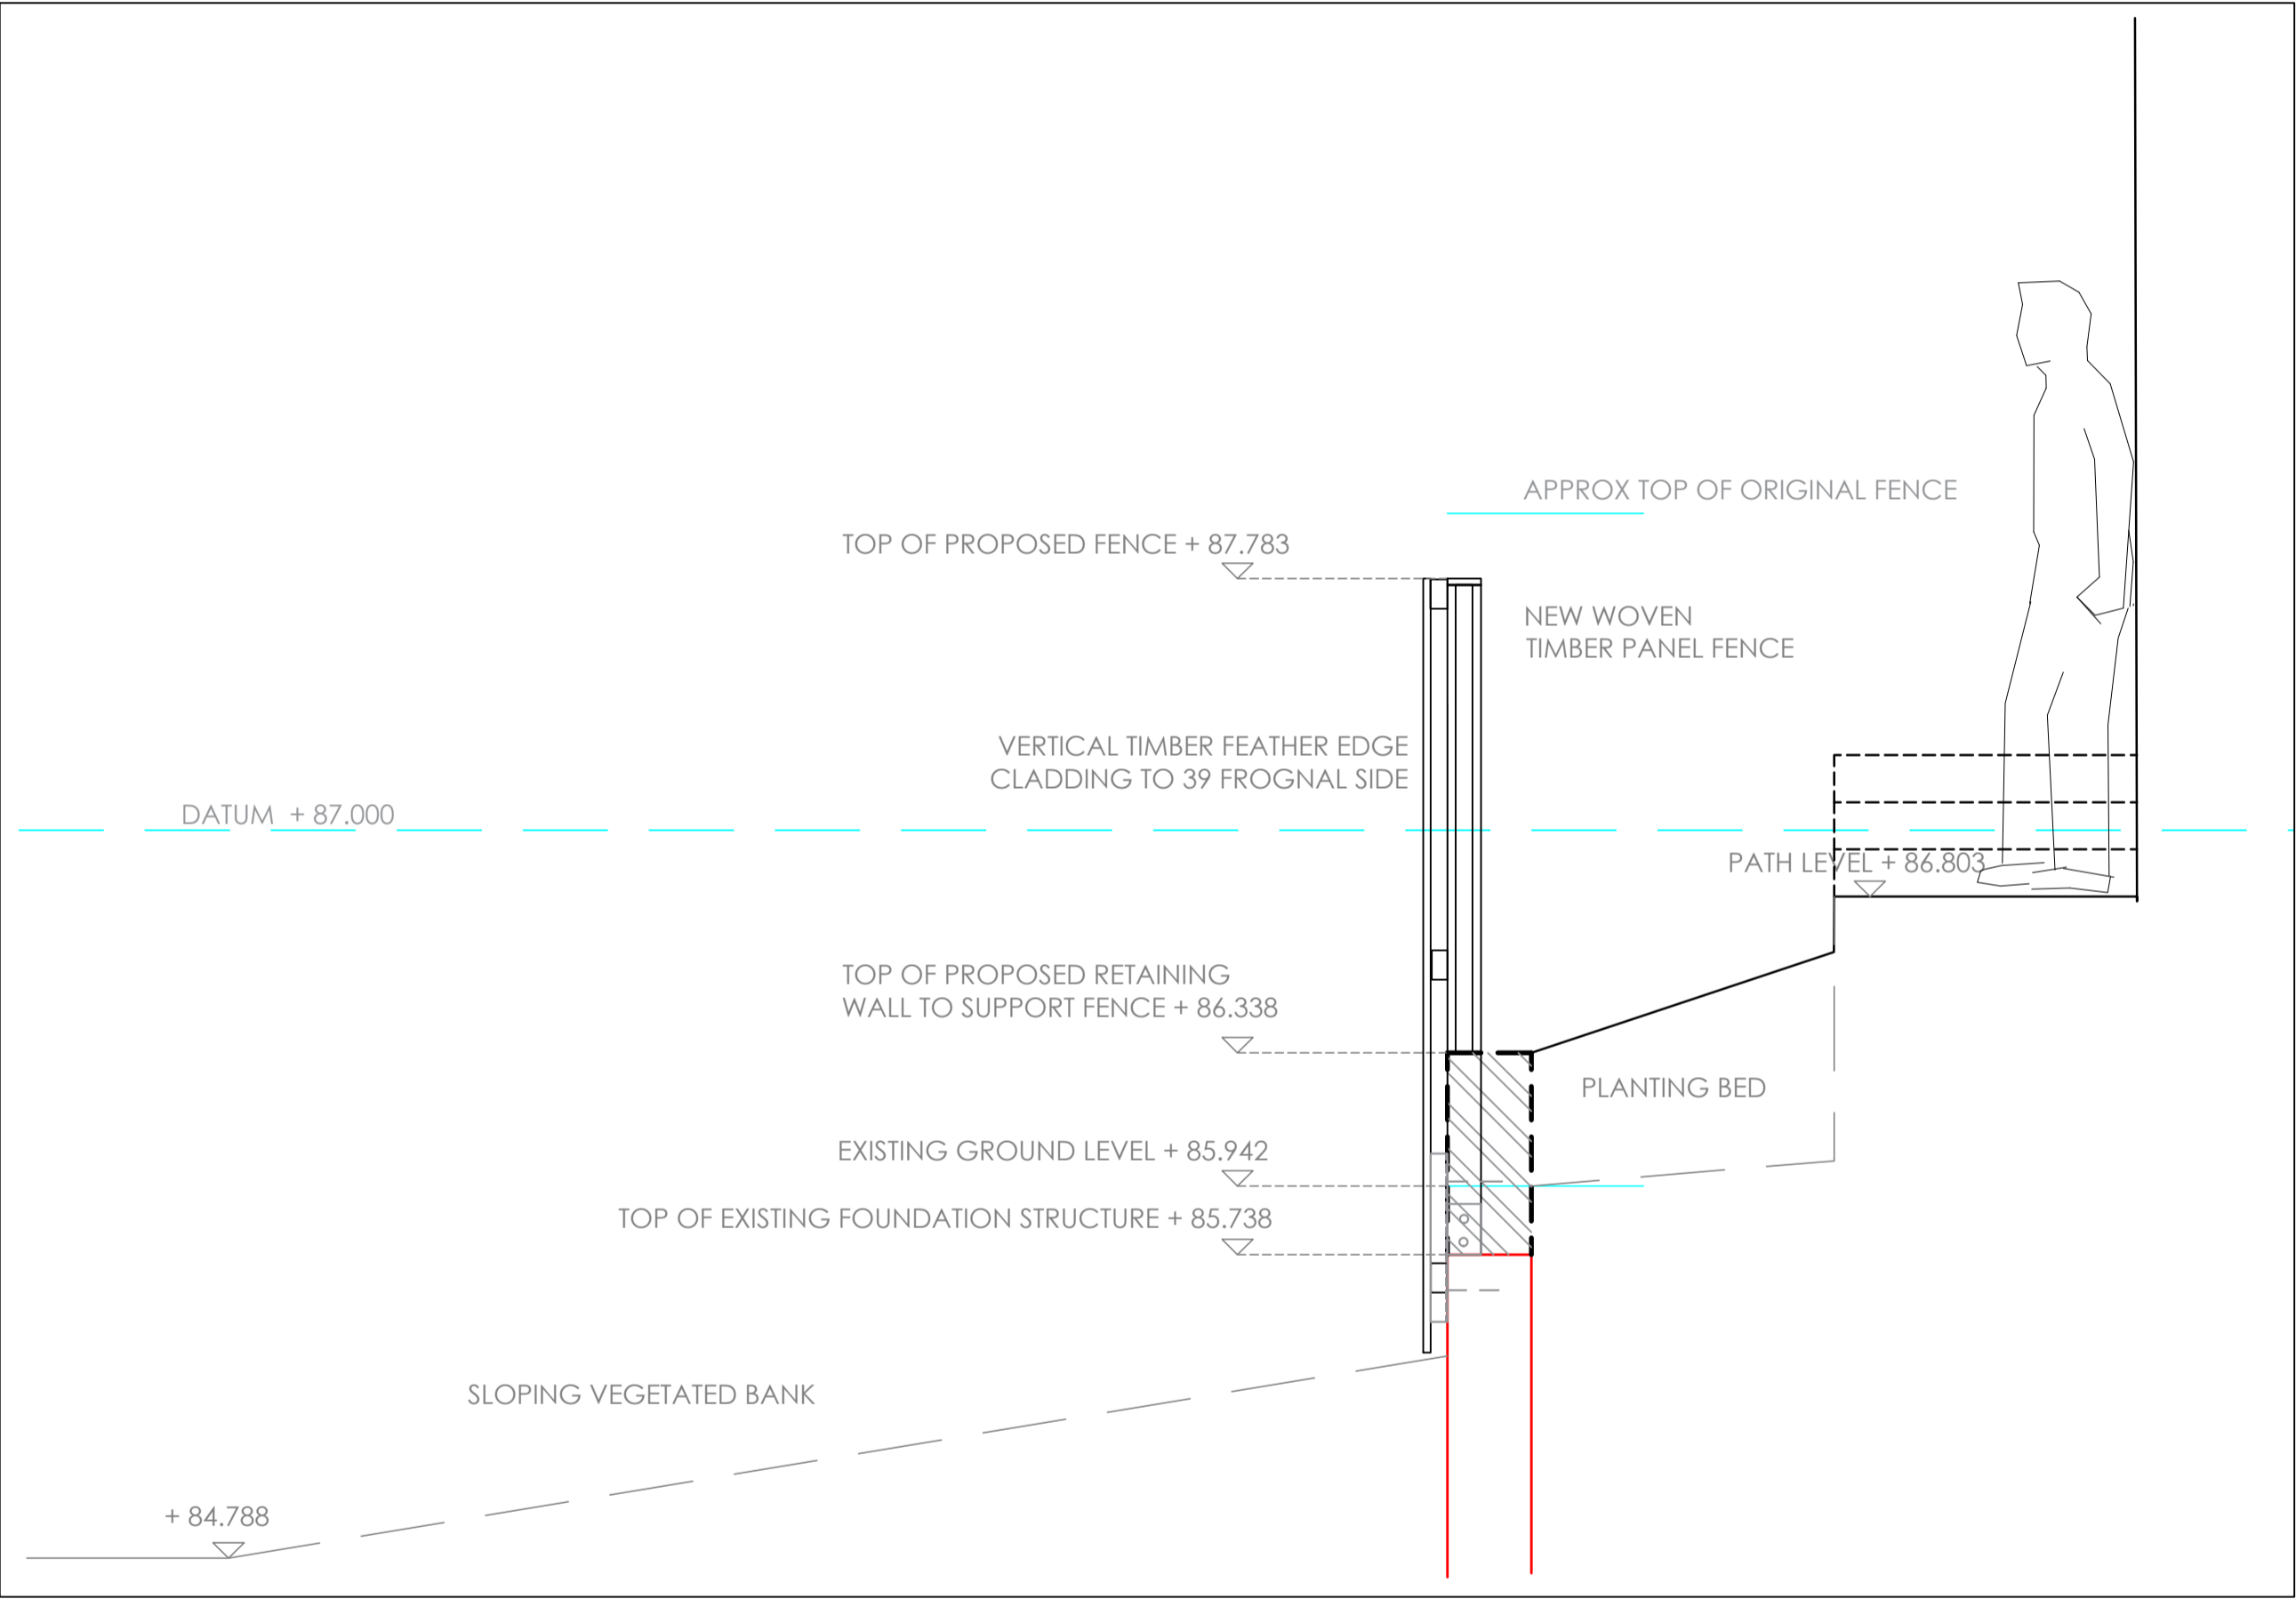 APPROX TOP OF ORIGINAL FENCE
TOP OF PROPOSED FENCE + 87.783
NEW WOVEN
TIMBER PANEL FENCE
VERTICAL TIMBER FEATHER EDGE
CLADDING TO 39 FROGNAL SIDE
DATUM + 87.000
PATH LEVEL + 86.803
TOP OF PROPOSED RETAINING
WALL TO SUPPORT FENCE + 86.338
PLANTING BED
EXISTING GROUND LEVEL + 85.942
TOP OF EXISTING FOUNDATION STRUCTURE + 85.738
SLOPING VEGETATED BANK
+ 84.788